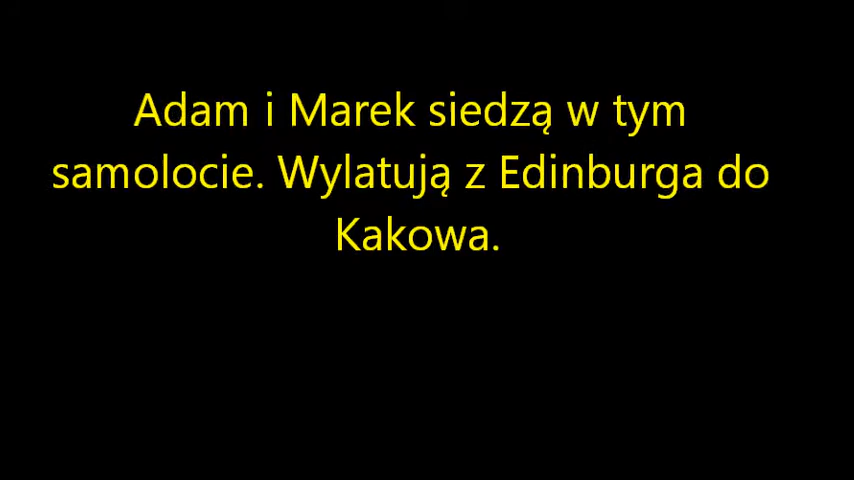 Adam i Marek siedzą w tym
samolocie. Wylatują z Edinburga do
Kakowa.